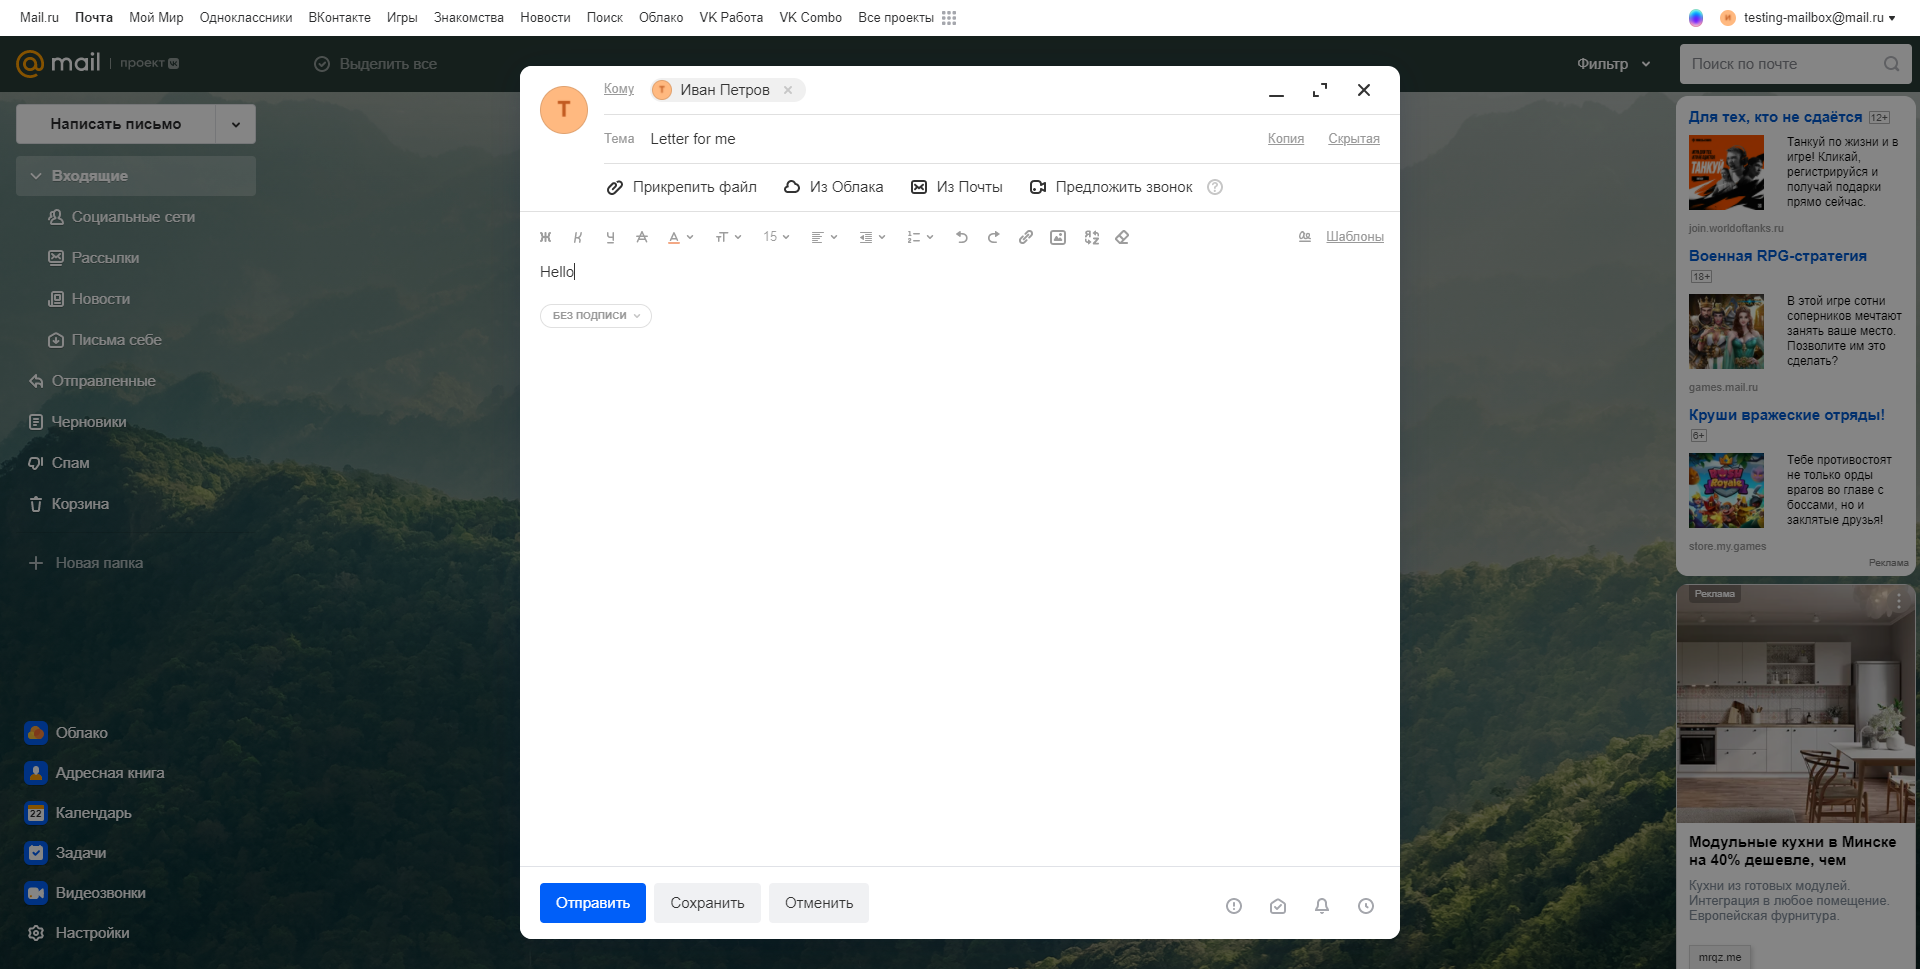 Mail.ru Почта Мой Мир Одноклассники ВКонтакте Игры Знакомства Новости Поиск Облако VK Работа VK Combo Все проекты
testing-mailbox@mail.ru
mail проект
Выделить все
Фильтр
Поиск по почте
Написать письмо
Входящие
Социальные сети
Рассылки
Новости
Письма себе
Отправленные
Черновики
Спам
Корзина
Новая папка
Облако
Адресная книга
22 Календарь
Задачи
Видеозвонки
Настройки
T
Кому T Иван Петров
Тема Letter for me
Копия Скрытая
Прикрепить файл Из Облака Из Почты Предложить звонок ?
Ж К Ч А А тТ 15
Шаблоны
Hello
БЕЗ ПОДПИСИ
Отправить Сохранить Отменить
Для тех, кто не сдаётся 12+
ТАНКУЙ
Танкуй по жизни и в
игре! Кликай,
регистрируйся и
получай подарки
прямо сейчас.
join.worldoftanks.ru
Военная RPG-стратегия
18+
В этой игре сотни
соперников мечтают
занять ваше место.
Позволите им это
сделать?
games.mail.ru
Круши вражеские отряды!
6+
Rush
Royale
Тебе противостоят
не только орды
врагов во главе с
боссами, но и
заклятые друзья!
store.my.games
Реклама
Реклама
Модульные кухни в Минске
на 40% дешевле, чем
Кухни из готовых модулей.
Интеграция в любое помещение.
Европейская фурнитура.
mrqz.me